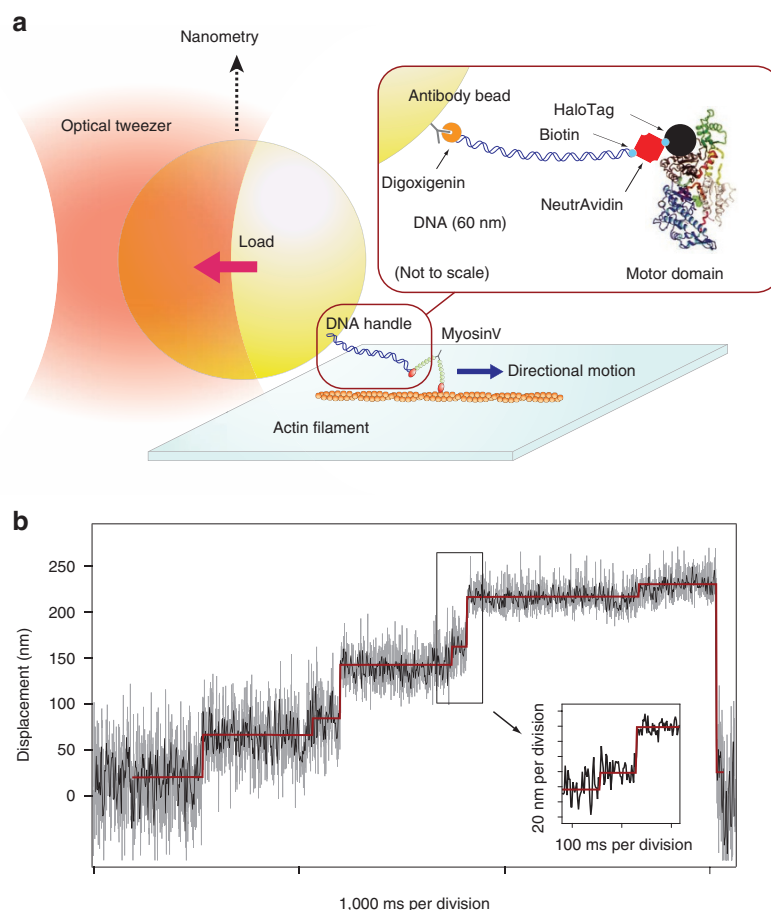 a
Nanometry
Optical tweezer
Load
Antibody bead
HaloTag
Biotin
Digoxigenin
NeutrAvidin
DNA (60 nm)
(Not to scale)
Motor domain
DNA handle
MyosinV
Directional motion
Actin filament
b
Displacement (nm)
250
200
150
100
50
0
20 nm per division
100 ms per division
1,000 ms per division